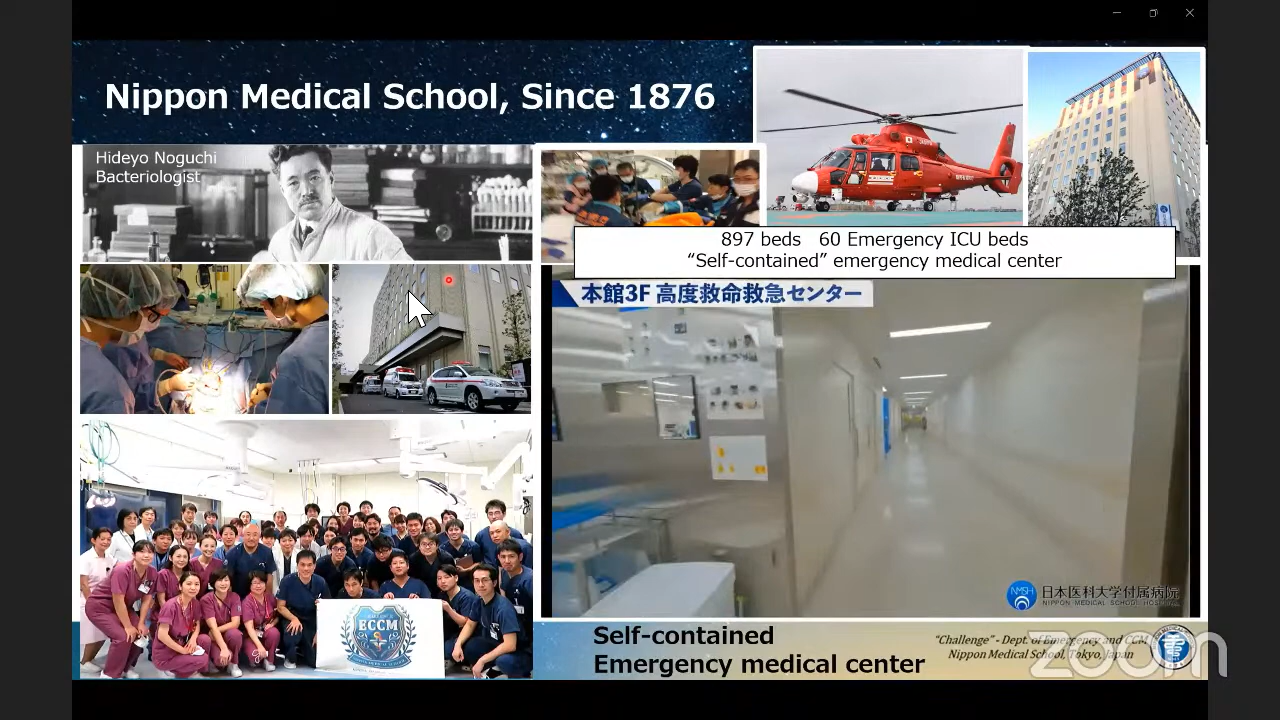 Nippon Medical School, Since 1876
Hideyo Noguchi
Bacteriologist
897 beds 60 Emergency ICU beds
“Self-contained” emergency medical center
本館3F 高度救命救急センター
ECCM
NMSH
日本医科大学付属病院
NIPPON MEDICAL SCHOOL HOSPITAL
Self-contained
Emergency medical center
“Challenge” - Dept. of Emergency and CCM,
Nippon Medical School, Tokyo, Japan
zoom